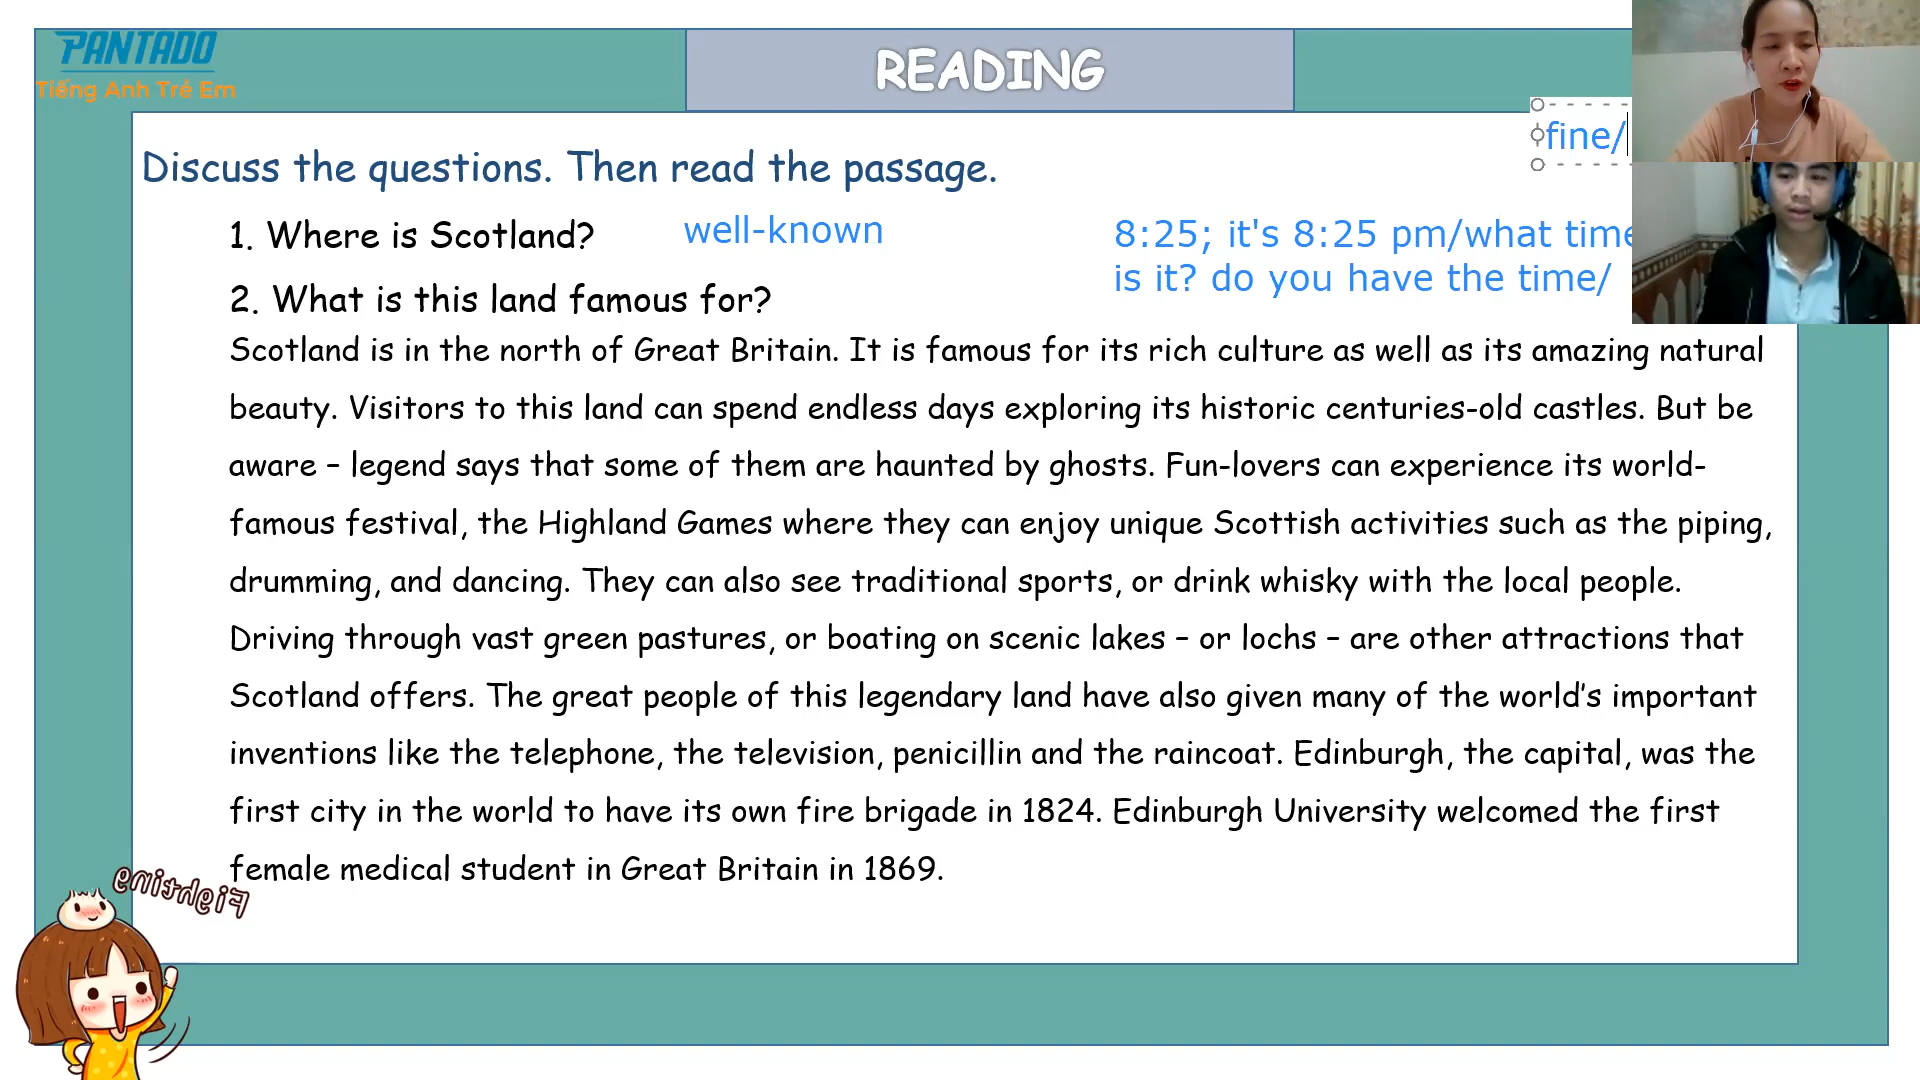 PANTADO
Tiếng Anh Trẻ Em
READING
fine/
Discuss the questions. Then read the passage.
1. Where is Scotland?
well-known
8:25; it's 8:25 pm/what time
is it? do you have the time/
2. What is this land famous for?
Scotland is in the north of Great Britain. It is famous for its rich culture as well as its amazing natural
beauty. Visitors to this land can spend endless days exploring its historic centuries-old castles. But be
aware – legend says that some of them are haunted by ghosts. Fun-lovers can experience its world-
famous festival, the Highland Games where they can enjoy unique Scottish activities such as the piping,
drumming, and dancing. They can also see traditional sports, or drink whisky with the local people.
Driving through vast green pastures, or boating on scenic lakes – or lochs – are other attractions that
Scotland offers. The great people of this legendary land have also given many of the world's important
inventions like the telephone, the television, penicillin and the raincoat. Edinburgh, the capital, was the
first city in the world to have its own fire brigade in 1824. Edinburgh University welcomed the first
female medical student in Great Britain in 1869.
Fighting